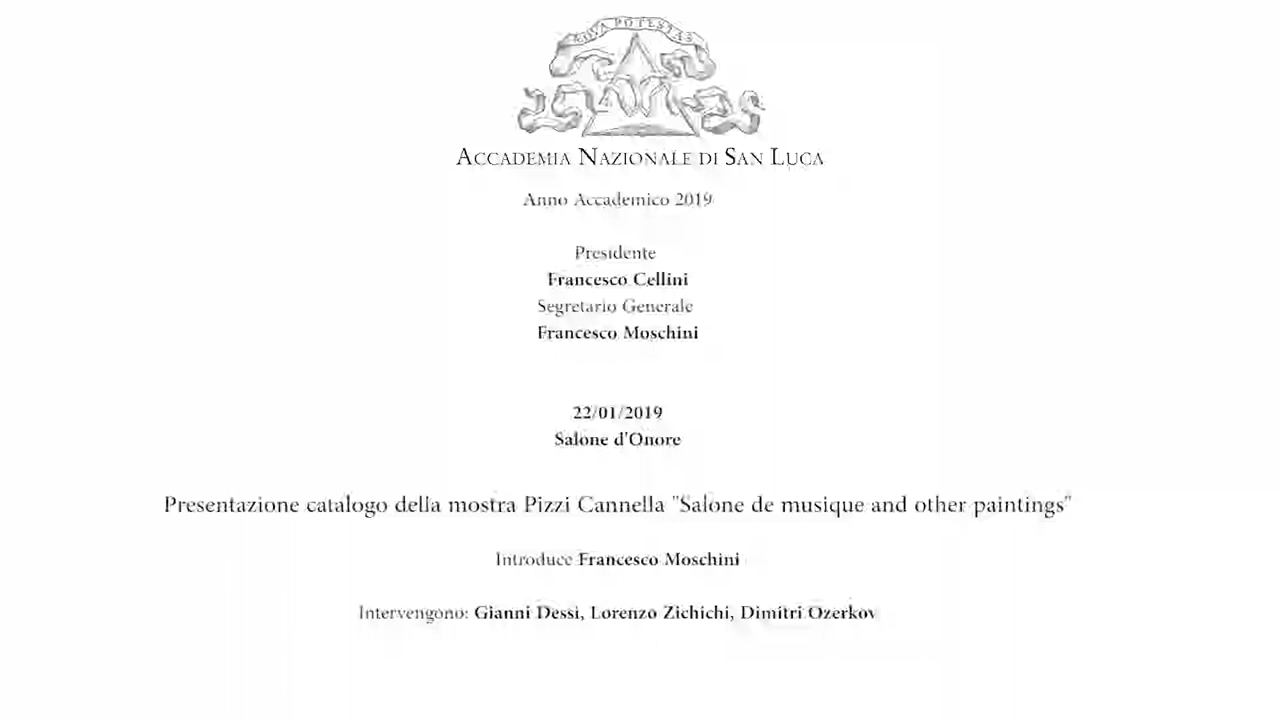 ÆQVA POTESTAS
ACCADEMIA NAZIONALE DI SAN LUCA
Anno Accademico 2019
Presidente
Francesco Cellini
Segretario Generale
Francesco Moschini
22/01/2019
Salone d'Onore
Presentazione catalogo della mostra Pizzi Cannella "Salone de musique and other paintings"
Introduce Francesco Moschini
Intervengono: Gianni Dessi, Lorenzo Zichichi, Dimitri Ozerkov